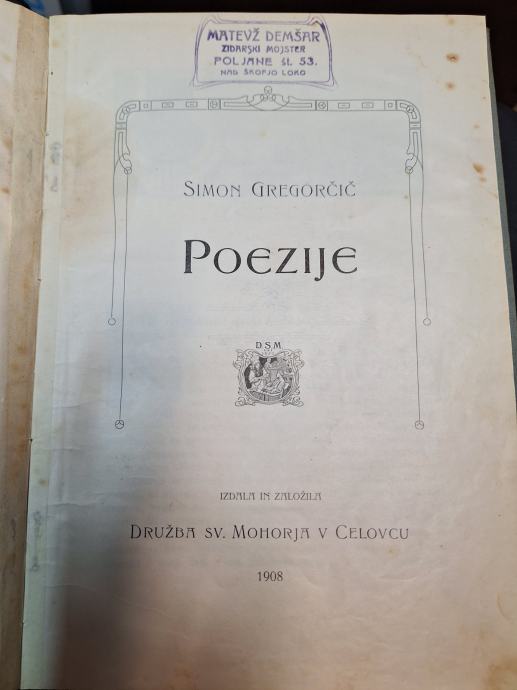 MATEVŽ DEMŠAR
ZIDARSKI MOJSTER
POLJANE št. 53.
NAD ŠKOFJO LOKO
SIMON GREGORČIČ
POEZIJE
D S M
IZDALA IN ZALOŽILA
DRUŽBA SV. MOHORJA V CELOVCU
1908